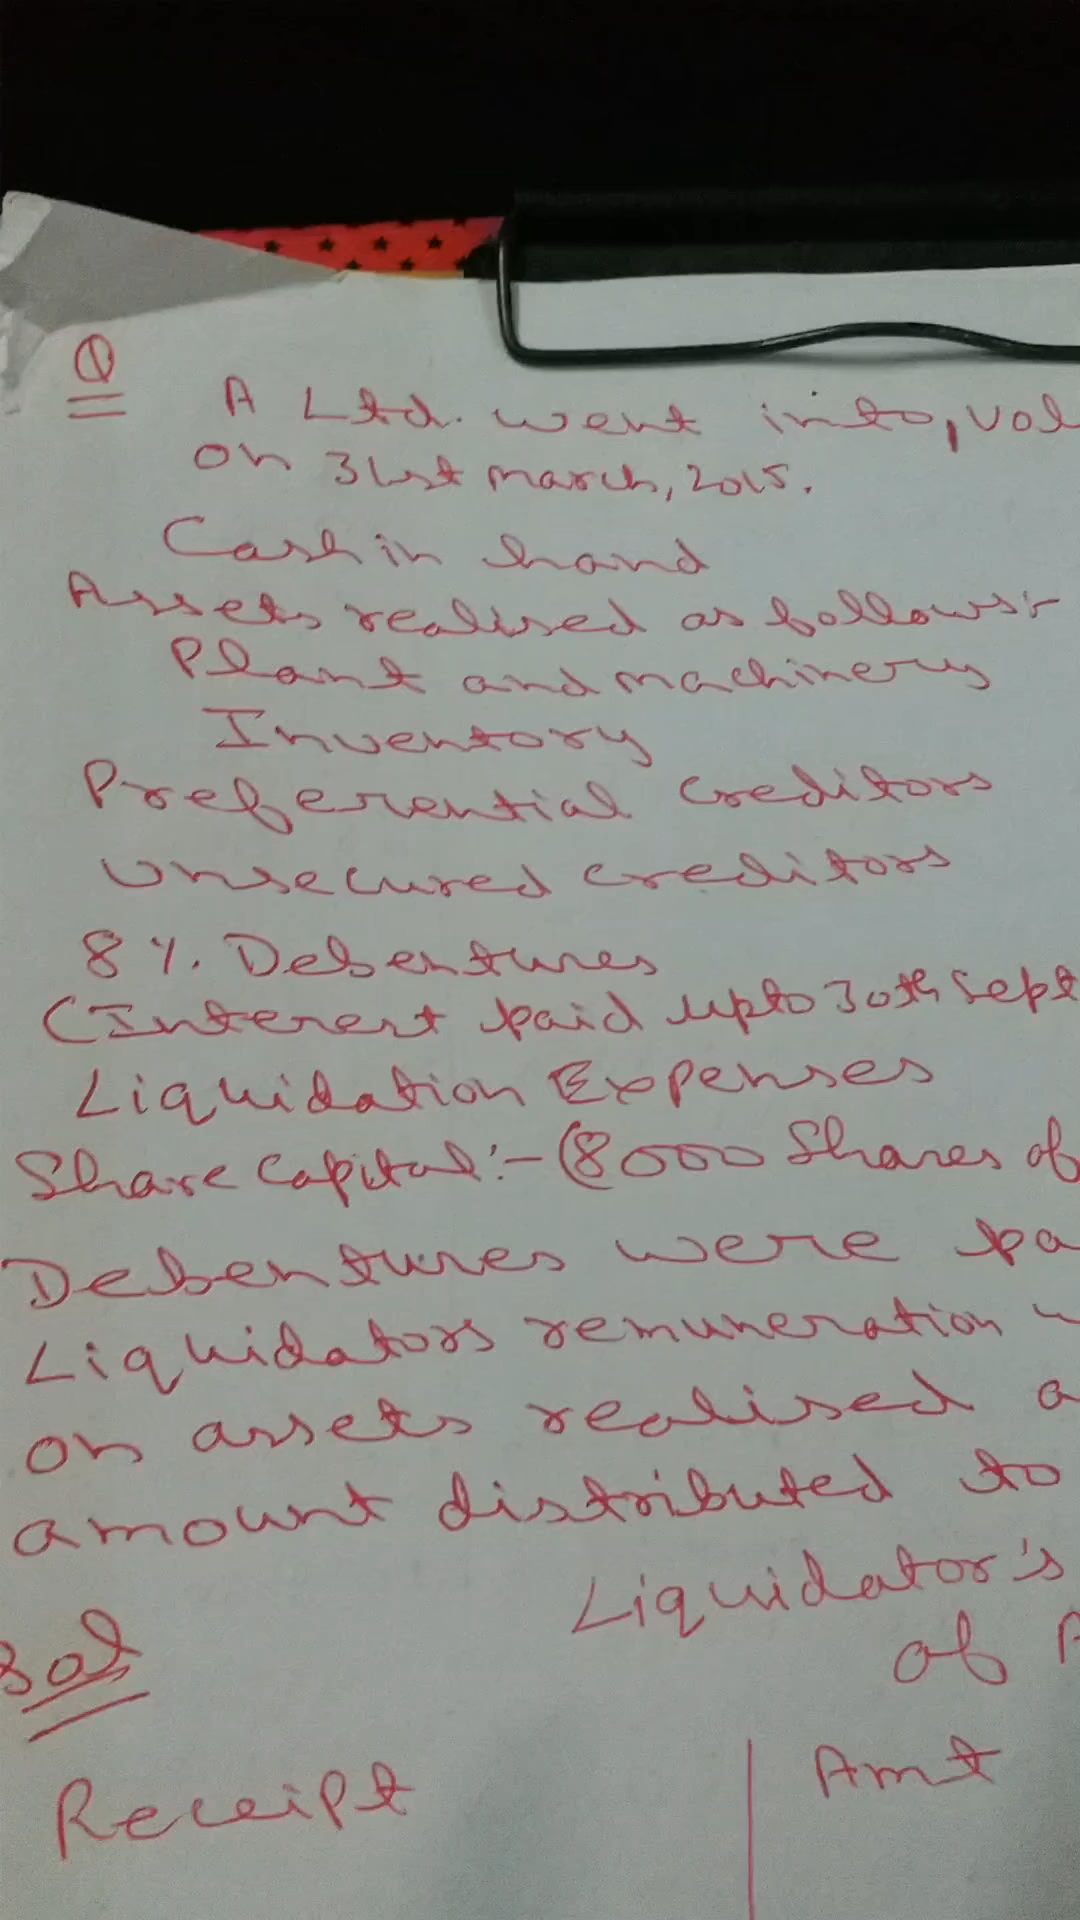 Q
A Ltd. went into, vol
on 31st march, 2015.
Cash in hand
Assets realised as follows:-
Plant and machinery
Inventory
Preferential creditors
Unsecured creditors
8%. Debentures
(Interest paid upto 30th sept
Liquidation Expenses
Share Capital:- (8000 Shares of
Debentures were pa
Liquidators remuneration
on assets realised a
amount distributed to
Liquidator's
of A
Sol
Receipt
Amt